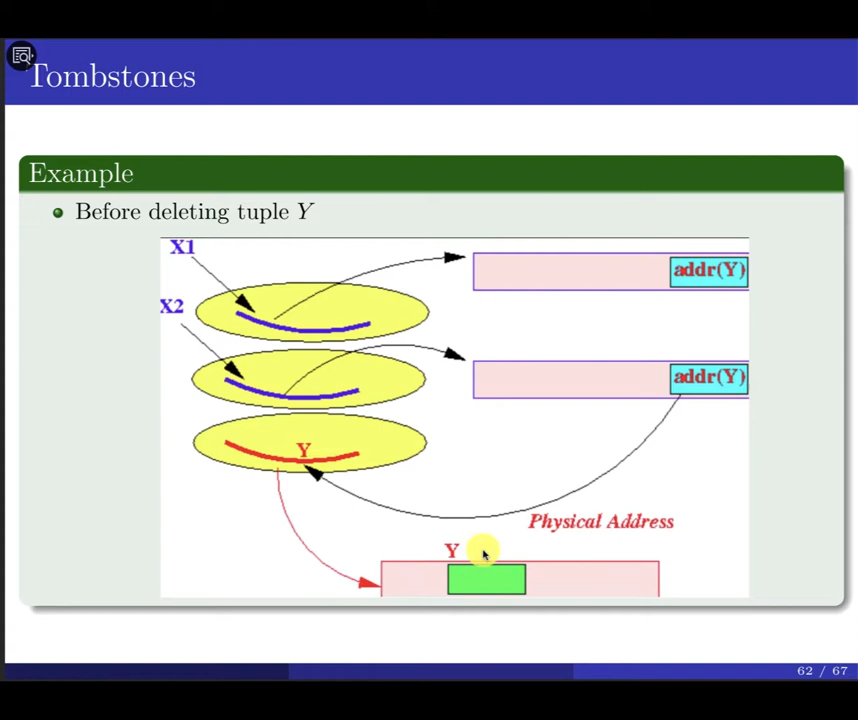 Tombstones
Example
Before deleting tuple Y
X1
addr(Y)
X2
addr(Y)
Y
Physical Address
Y
62 / 67